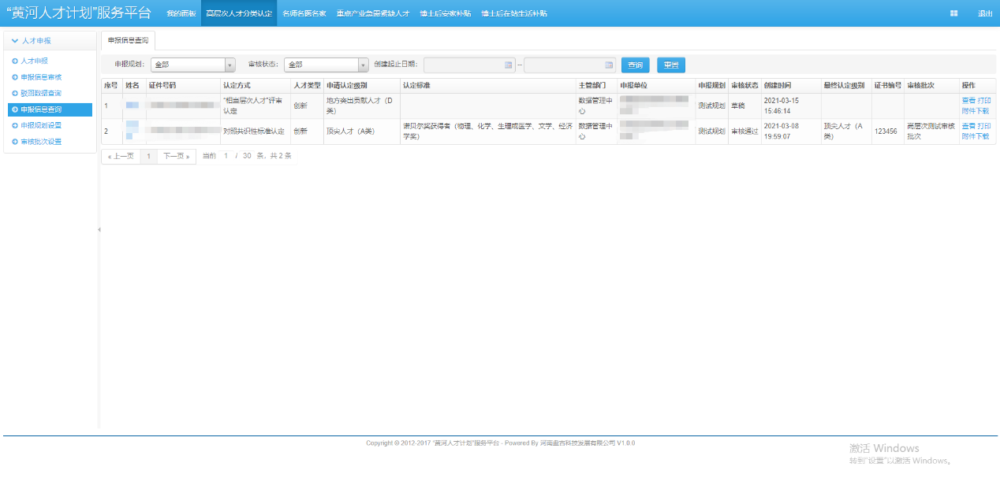 “黄河人才计划”服务平台 我的面板 高层次人才分类认定 名师名医名家 重点产业急需紧缺人才 博士后安家补贴 博士后在站生活补贴 退出
人才申报
人才申报
申报信息审核
驳回数据查询
申报信息查询
申报规划设置
审核批次设置
申报信息查询
申报规划： 全部 审核状态： 全部 创建起止日期： -- 查询 重置
序号 姓名 证件号码 认定方式 人才类型 申请认定级别 认定标准 主管部门 申报单位 申报规划 审核状态 创建时间 最终认定级别 证书编号 审核批次 操作
1 “相当层次人才”评审认定 创新 地方突出贡献人才（D类） 数据管理中心 测试规划 草稿 2021-03-15 15:46:14 查看 打印 附件下载
2 对照共识性标准认定 创新 顶尖人才（A类） 诺贝尔奖获得者（物理、化学、生理或医学、文学、经济学奖） 数据管理中心 测试规划 审核通过 2021-03-08 19:59:07 顶尖人才（A类） 123456 高层次测试审核批次 查看 打印 附件下载
« 上一页 1 下一页 » 当前 1 / 30 条，共 2 条
Copyright © 2012-2017 “黄河人才计划”服务平台 - Powered By 河南盘古科技发展有限公司 V1.0.0
激活 Windows
转到“设置”以激活 Windows。